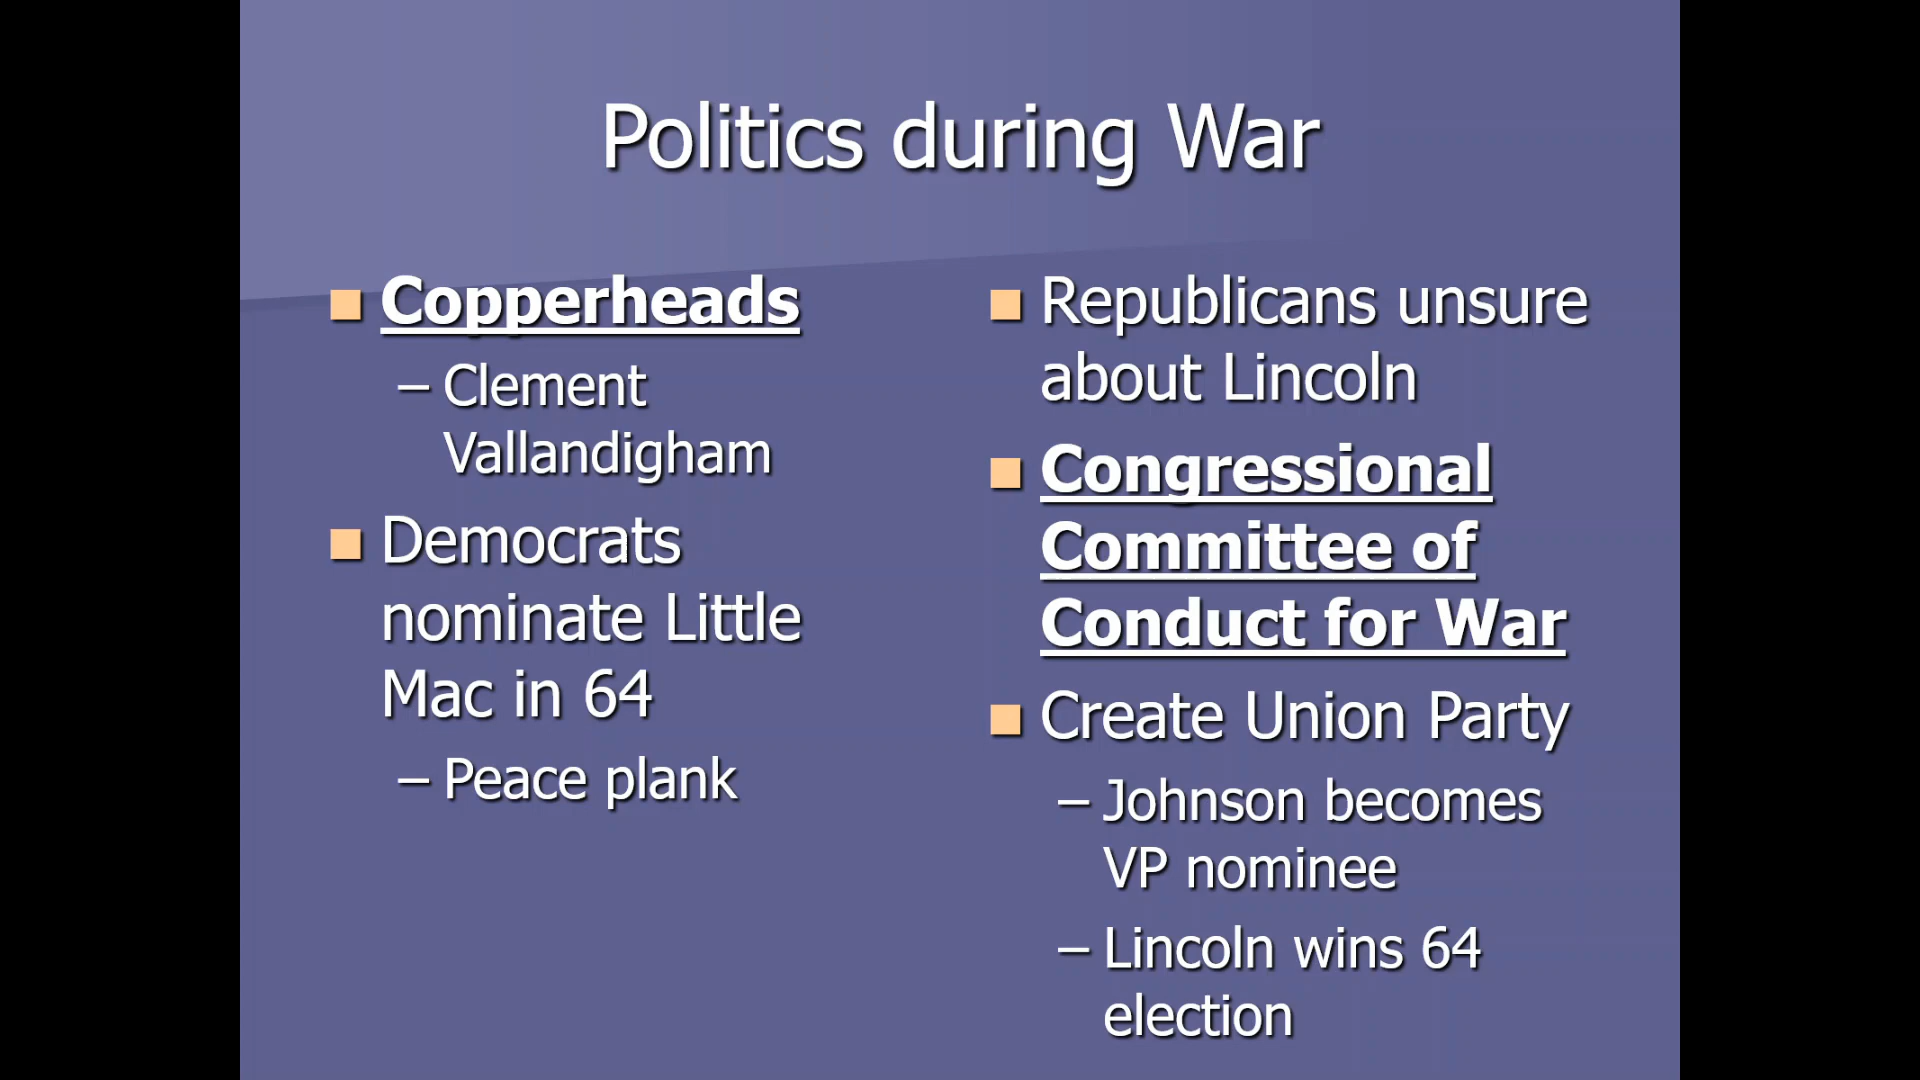 Politics during War
Copperheads
– Clement
Vallandigham
Democrats
nominate Little
Mac in 64
– Peace plank
Republicans unsure
about Lincoln
Congressional
Committee of
Conduct for War
Create Union Party
– Johnson becomes
VP nominee
– Lincoln wins 64
election